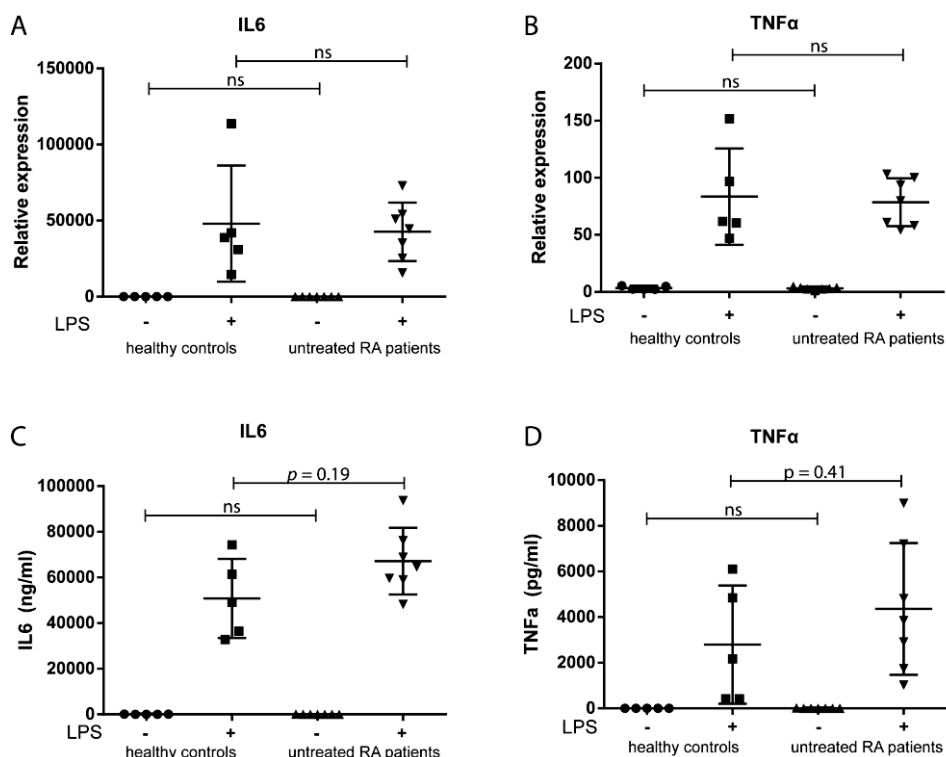 A
IL6
ns
ns
150000
100000
50000
0
Relative expression
LPS
- + - +
healthy controls untreated RA patients
B
TNFα
ns
ns
200
150
100
50
0
Relative expression
LPS
- + - +
healthy controls untreated RA patients
C
IL6
p = 0.19
ns
100000
80000
60000
40000
20000
0
IL6 (ng/ml)
LPS
- + - +
healthy controls untreated RA patients
D
TNFα
p = 0.41
ns
10000
8000
6000
4000
2000
0
TNFa (pg/ml)
LPS
- + - +
healthy controls untreated RA patients